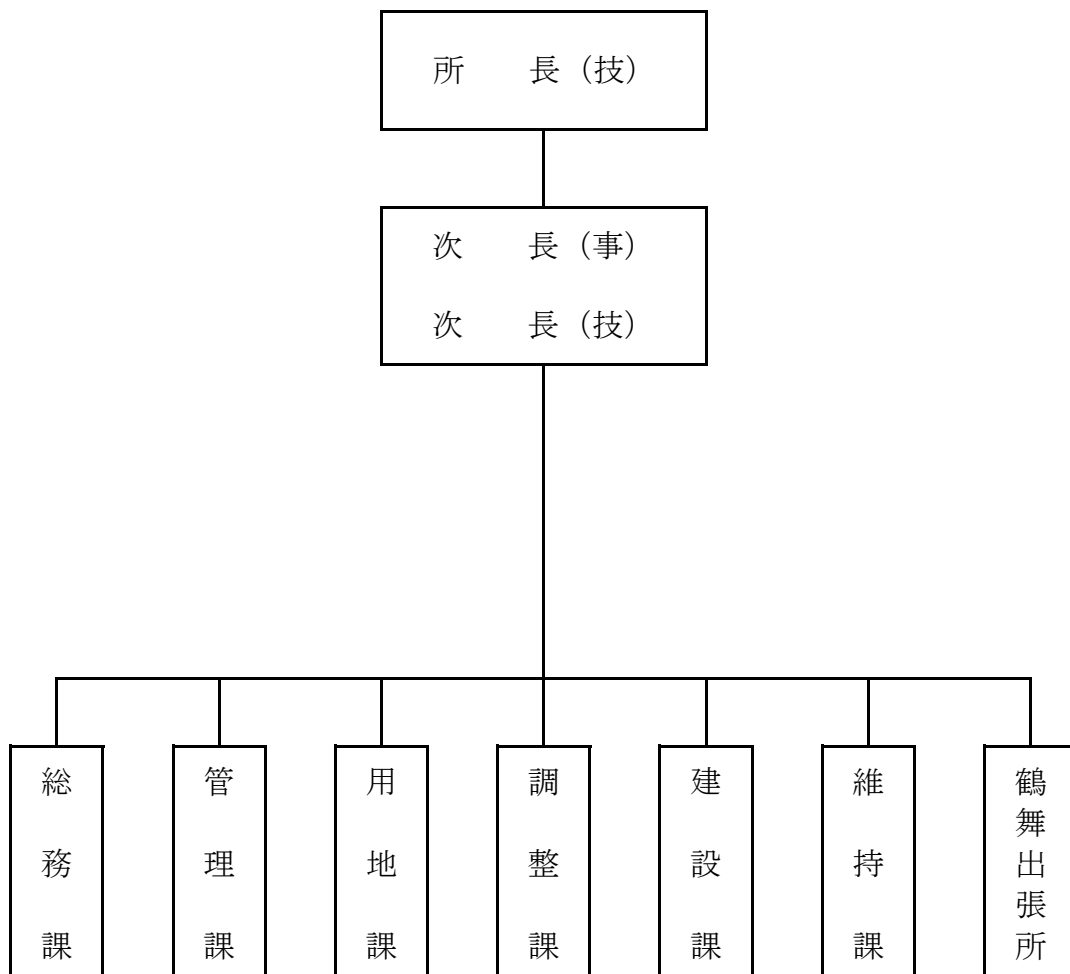 所　　長（技）
次　　長（事）
次　　長（技）
総務課
管理課
用地課
調整課
建設課
維持課
鶴舞出張所